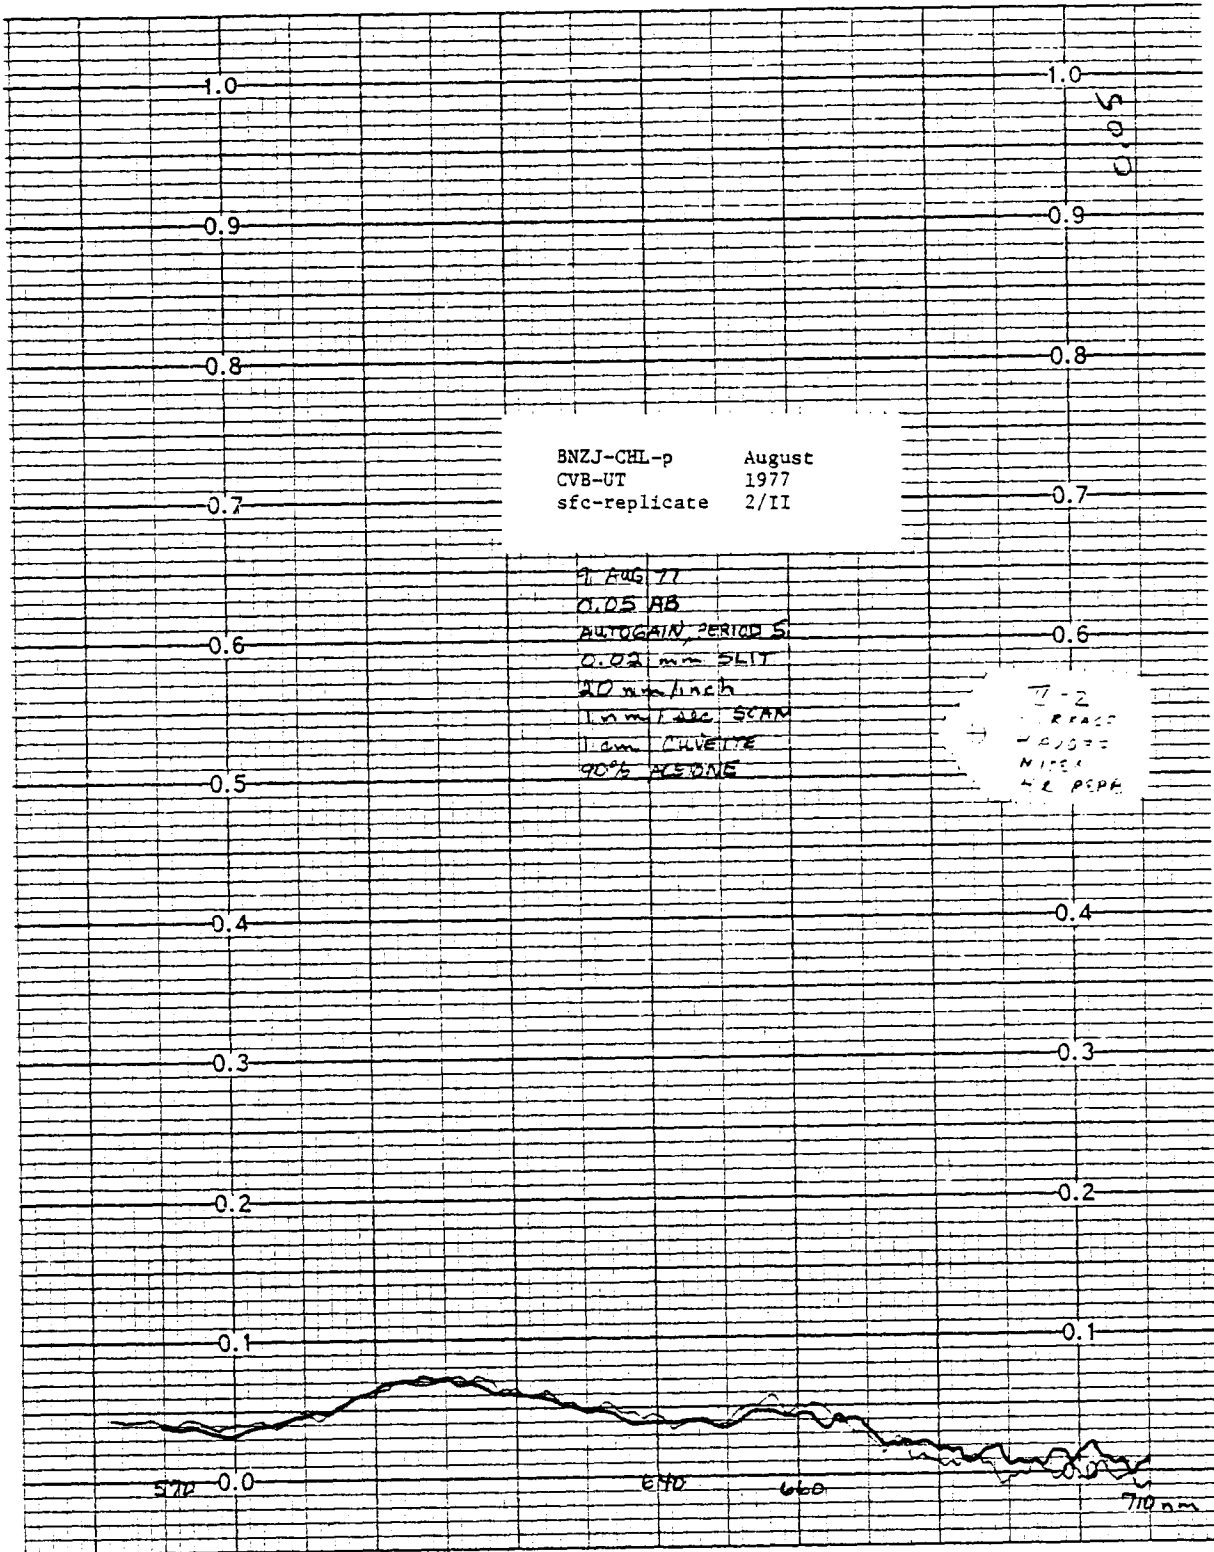 1.0 1.0
0.05
0.9 0.9
0.8 0.8
BNZJ-CHL-p August
CVB-UT 1977
sfc-replicate 2/II
0.7 0.7
9 AUG 77
0.05 AB
AUTOGAIN, PERIOD 5
0.6 0.6
0.02 mm SLIT
20 nm/inch
1 nm/sec SCAN
1 cm CUVETTE
90% ACETONE
II-2
0.5
0.4 0.4
0.3 0.3
0.2 0.2
0.1 0.1
570 0.0 640 660 0.0
710 nm